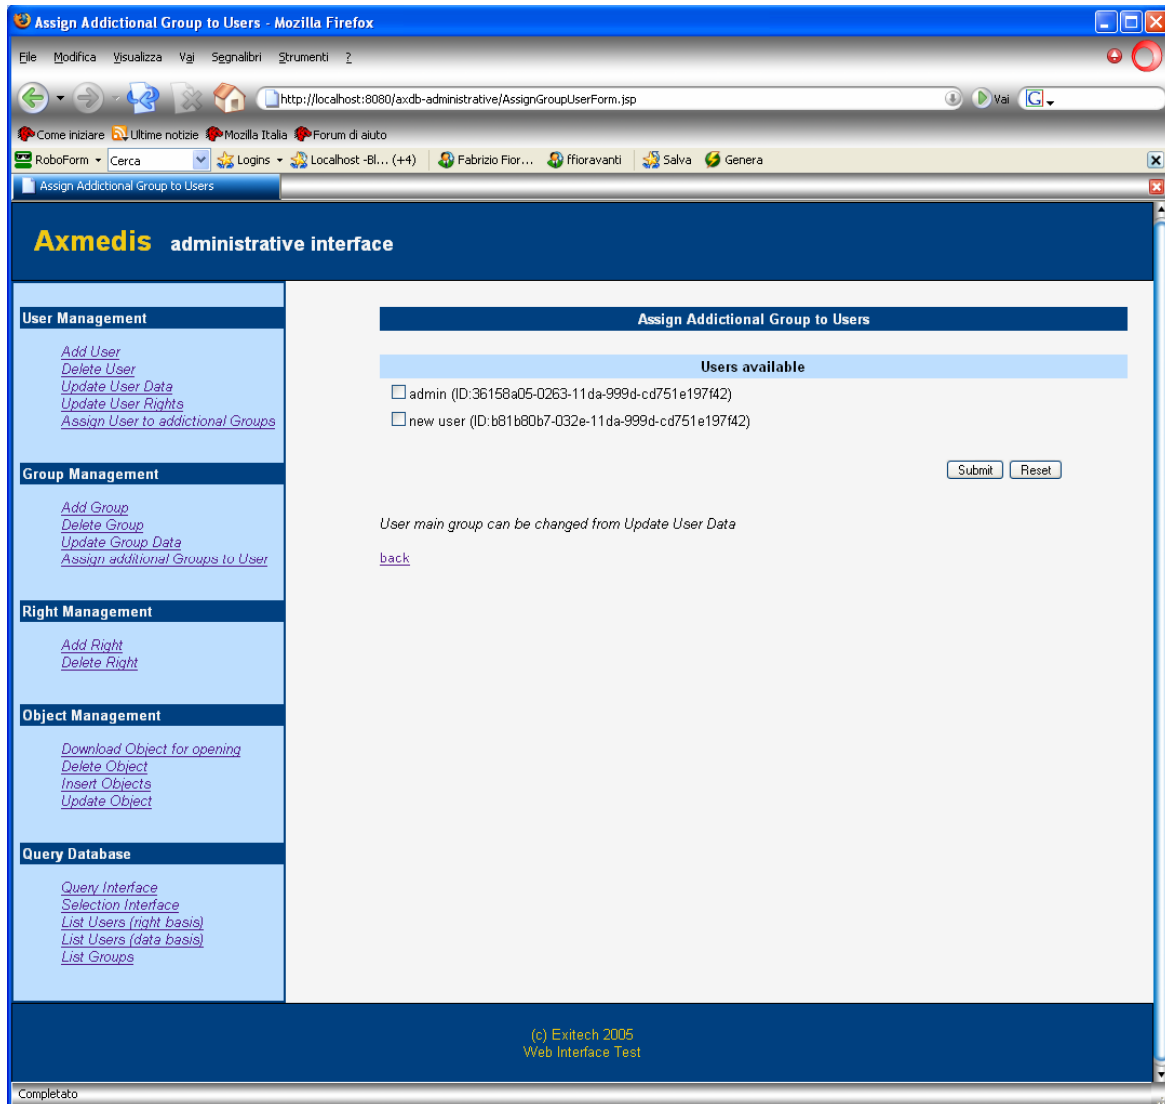 Assign Addictional Group to Users - Mozilla Firefox
File Modifica Visualizza Vai Segnalibri Strumenti ?
http://localhost:8080/axdb-administrative/AssignGroupUserForm.jsp Vai G
Come iniziare Ultime notizie Mozilla Italia Forum di aiuto
RoboForm Cerca Logins Localhost -Bl... (+4) Fabrizio Fior... ffioravanti Salva Genera
Assign Addictional Group to Users
Axmedis administrative interface
User Management
Add User
Delete User
Update User Data
Update User Rights
Assign User to addictional Groups
Group Management
Add Group
Delete Group
Update Group Data
Assign additional Groups to User
Right Management
Add Right
Delete Right
Object Management
Download Object for opening
Delete Object
Insert Objects
Update Object
Query Database
Query Interface
Selection Interface
List Users (right basis)
List Users (data basis)
List Groups
Assign Addictional Group to Users
Users available
admin (ID:36158a05-0263-11da-999d-cd751e197f42)
new user (ID:b81b80b7-032e-11da-999d-cd751e197f42)
Submit Reset
User main group can be changed from Update User Data
back
(c) Exitech 2005
Web Interface Test
Completato